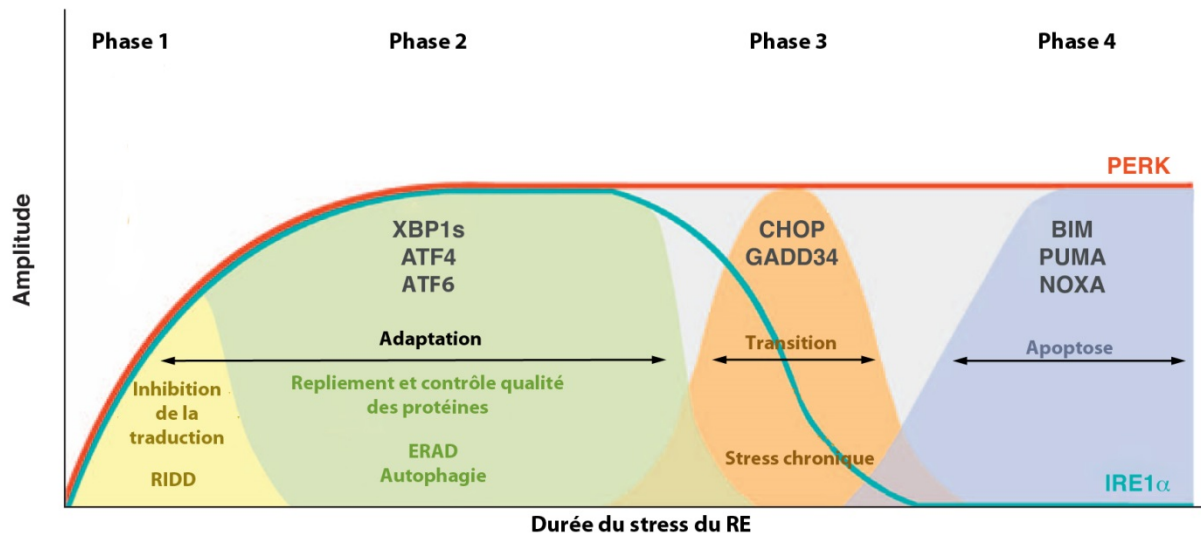 Phase 1
Phase 2
Phase 3
Phase 4
PERK
Amplitude
XBP1s
ATF4
ATF6
CHOP
GADD34
BIM
PUMA
NOXA
Adaptation
Transition
Apoptose
Inhibition
de la
traduction
RIDD
Repliement et contrôle qualité
des protéines
ERAD
Autophagie
Stress chronique
IRE1α
Durée du stress du RE